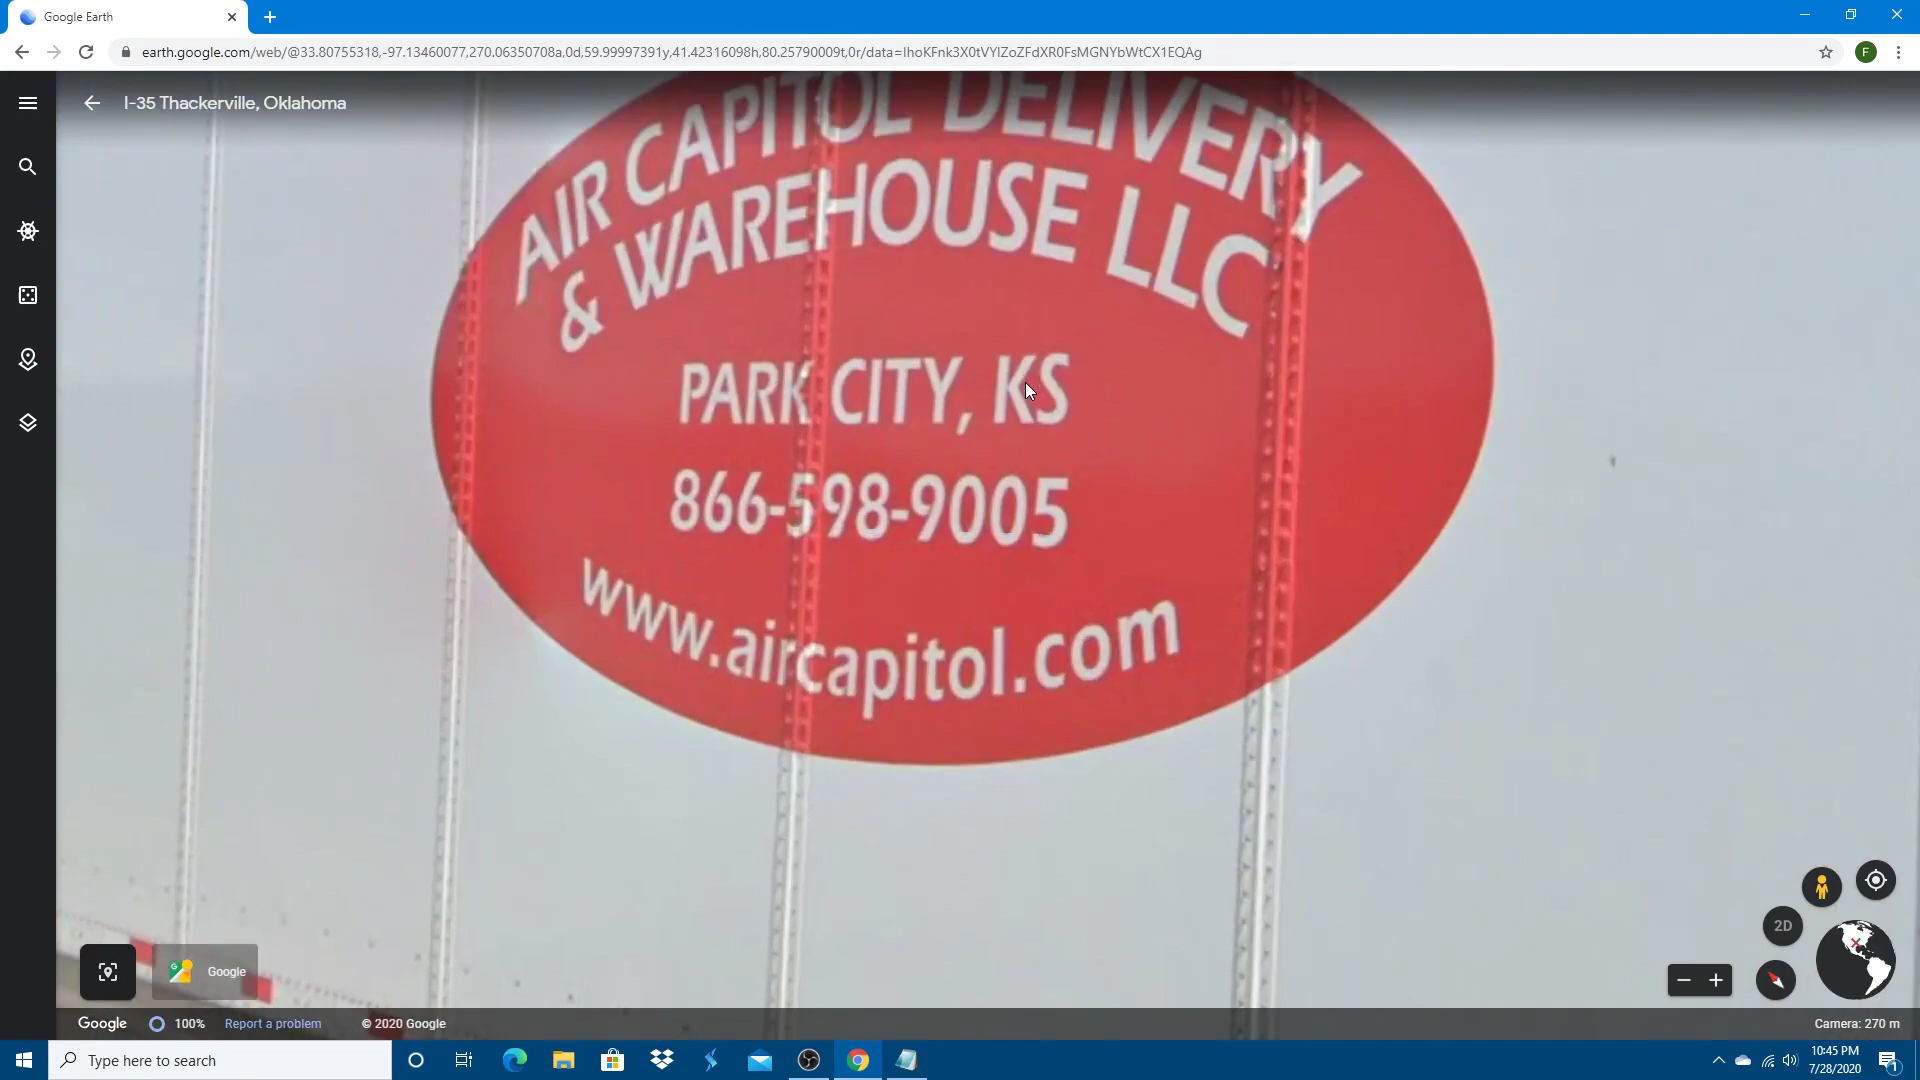 Google Earth
earth.google.com/web/@33.80755318,-97.13460077,270.06350708a,0d,59.99997391y,41.42316098h,80.25790009t,0r/data=IhoKFnk3X0tVYlZoZFdXR0FsMGNYbWtCX1EQAg
F
I-35 Thackerville, Oklahoma
AIR CAPITOL DELIVERY
& WAREHOUSE LLC
PARK CITY, KS
866-598-9005
www.aircapitol.com
2D
Google
Google 100% Report a problem © 2020 Google Camera: 270 m
Type here to search
10:45 PM
7/28/2020
1